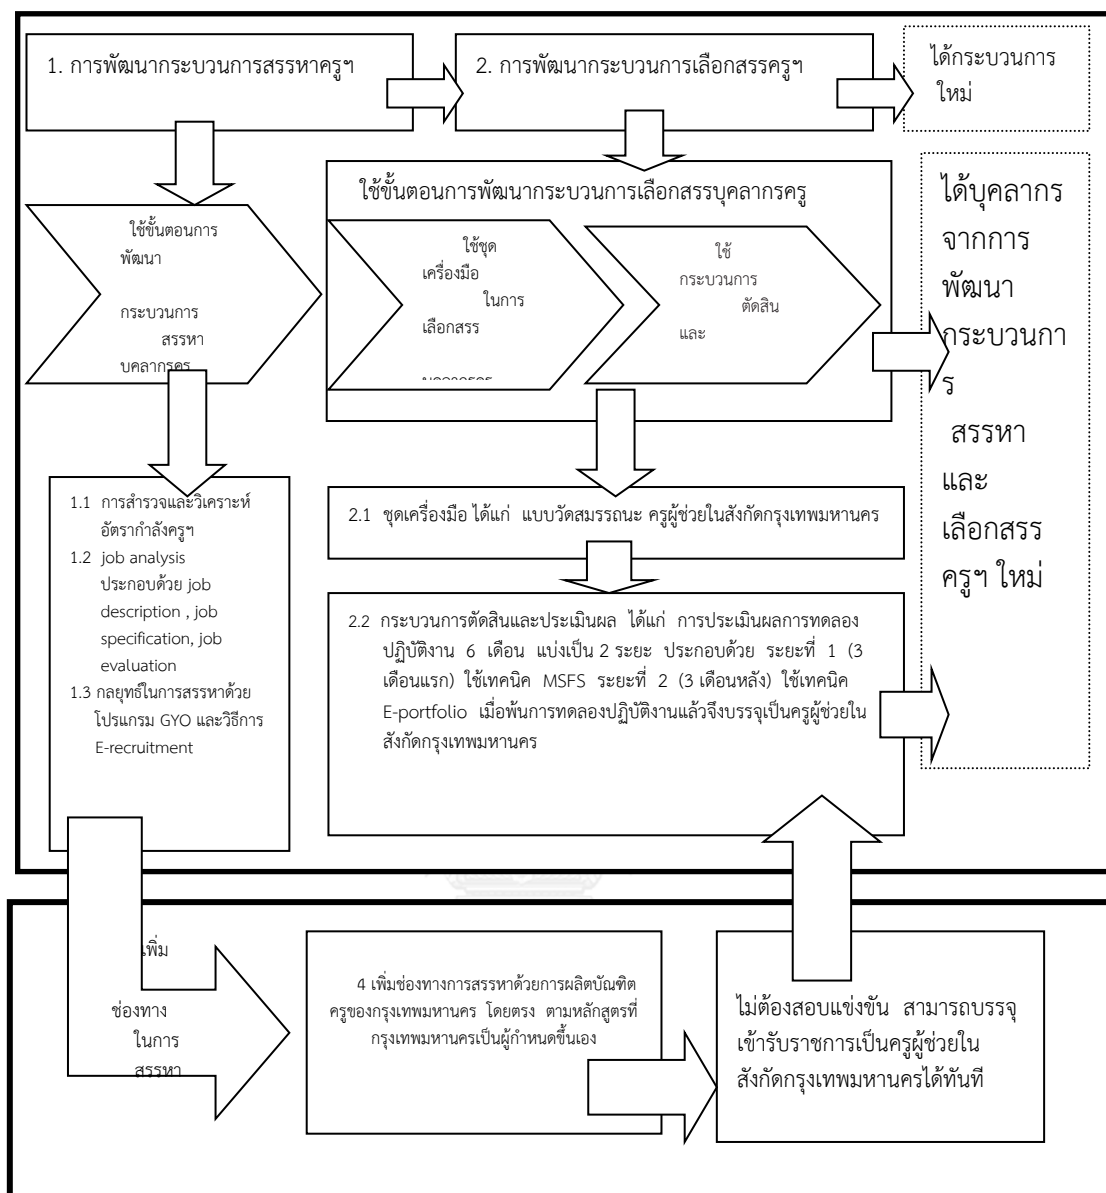 1. การพัฒนากระบวนการสรรหาครูฯ
2. การพัฒนากระบวนการเลือกสรรครูฯ
ได้กระบวนการ
ใหม่
ใช้ขั้นตอนการ
พัฒนา
กระบวนการ
สรรหา
ใช้ขั้นตอนการพัฒนากระบวนการเลือกสรรบุคลากรครู
ใช้ชุด
เครื่องมือ
ในการ
เลือกสรร
ใช้
กระบวนการ
ตัดสิน
และ
ได้บุคลากร
จากการ
พัฒนา
กระบวนกา
ร
สรรหา
และ
เลือกสรร
ครูฯ ใหม่
1.1 การสำรวจและวิเคราะห์
อัตรากำลังครูฯ
1.2 job analysis
ประกอบด้วย job
description , job
specification, job
evaluation
1.3 กลยุทธ์ในการสรรหาด้วย
โปรแกรม GYO และวิธีการ
E-recruitment
2.1 ชุดเครื่องมือ ได้แก่ แบบวัดสมรรถนะ ครูผู้ช่วยในสังกัดกรุงเทพมหานคร
2.2 กระบวนการตัดสินและประเมินผล ได้แก่ การประเมินผลการทดลอง
ปฏิบัติงาน 6 เดือน แบ่งเป็น 2 ระยะ ประกอบด้วย ระยะที่ 1 (3
เดือนแรก) ใช้เทคนิค MSFS ระยะที่ 2 (3 เดือนหลัง) ใช้เทคนิค
E-portfolio เมื่อพ้นการทดลองปฏิบัติงานแล้วจึงบรรจุเป็นครูผู้ช่วยใน
สังกัดกรุงเทพมหานคร
เพิ่ม
ช่องทาง
ในการ
สรรหา
4 เพิ่มช่องทางการสรรหาด้วยการผลิตบัณฑิต
ครูของกรุงเทพมหานคร โดยตรง ตามหลักสูตรที่
กรุงเทพมหานครเป็นผู้กำหนดขึ้นเอง
ไม่ต้องสอบแข่งขัน สามารถบรรจุ
เข้ารับราชการเป็นครูผู้ช่วยใน
สังกัดกรุงเทพมหานครได้ทันที